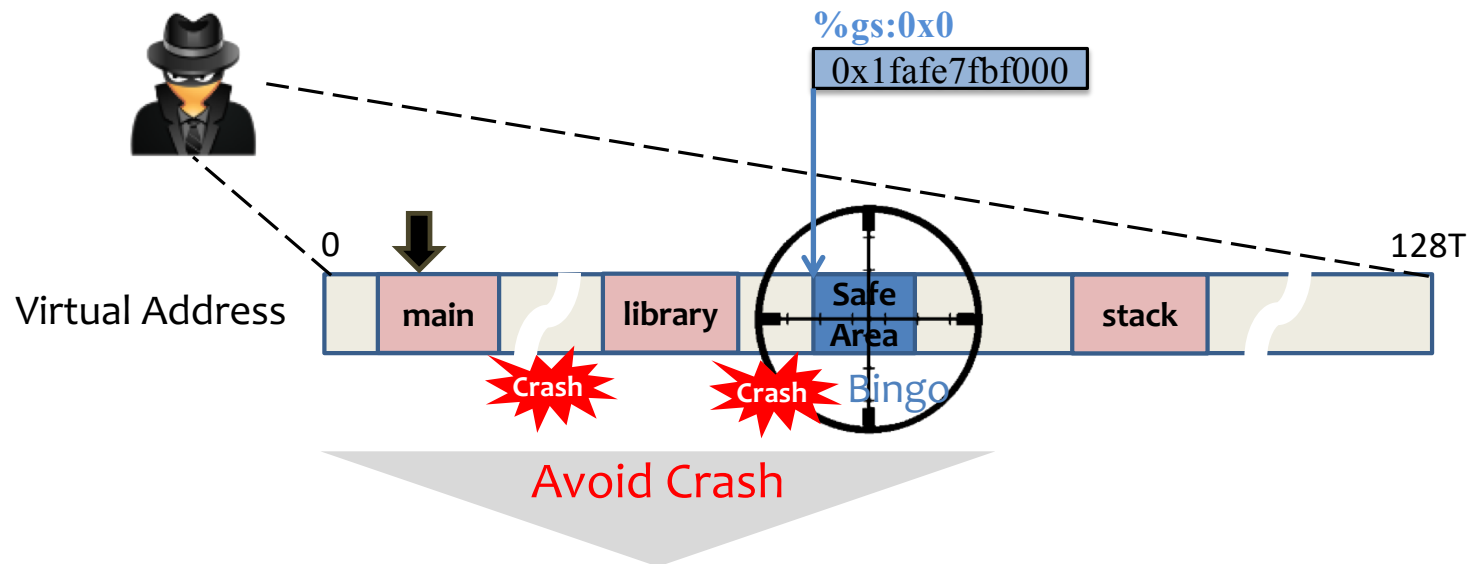 %gs:0x0
0x1fafe7fbf000
0
128T
Virtual Address
main
library
Safe
Area
stack
Crash
Crash
Bingo
Avoid Crash